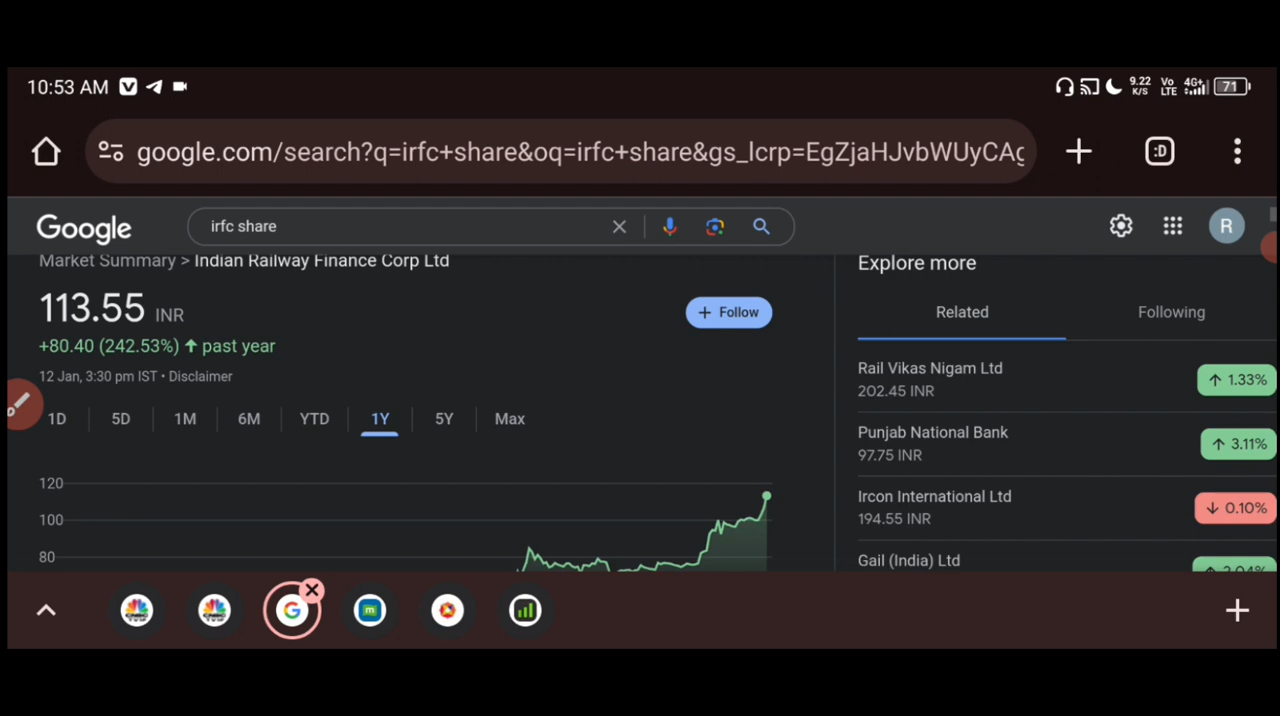 10:53 AM
9.22 K/S
Vo LTE
4G+
71
google.com/search?q=irfc+share&oq=irfc+share&gs_lcrp=EgZjaHJvbWUyCAg
:D
Google
irfc share
R
Market Summary > Indian Railway Finance Corp Ltd
113.55 INR
+ Follow
+80.40 (242.53%) ↑ past year
12 Jan, 3:30 pm IST • Disclaimer
1D 5D 1M 6M YTD 1Y 5Y Max
120
100
80
Explore more
Related Following
Rail Vikas Nigam Ltd
202.45 INR
↑ 1.33%
Punjab National Bank
97.75 INR
↑ 3.11%
Ircon International Ltd
194.55 INR
↓ 0.10%
Gail (India) Ltd